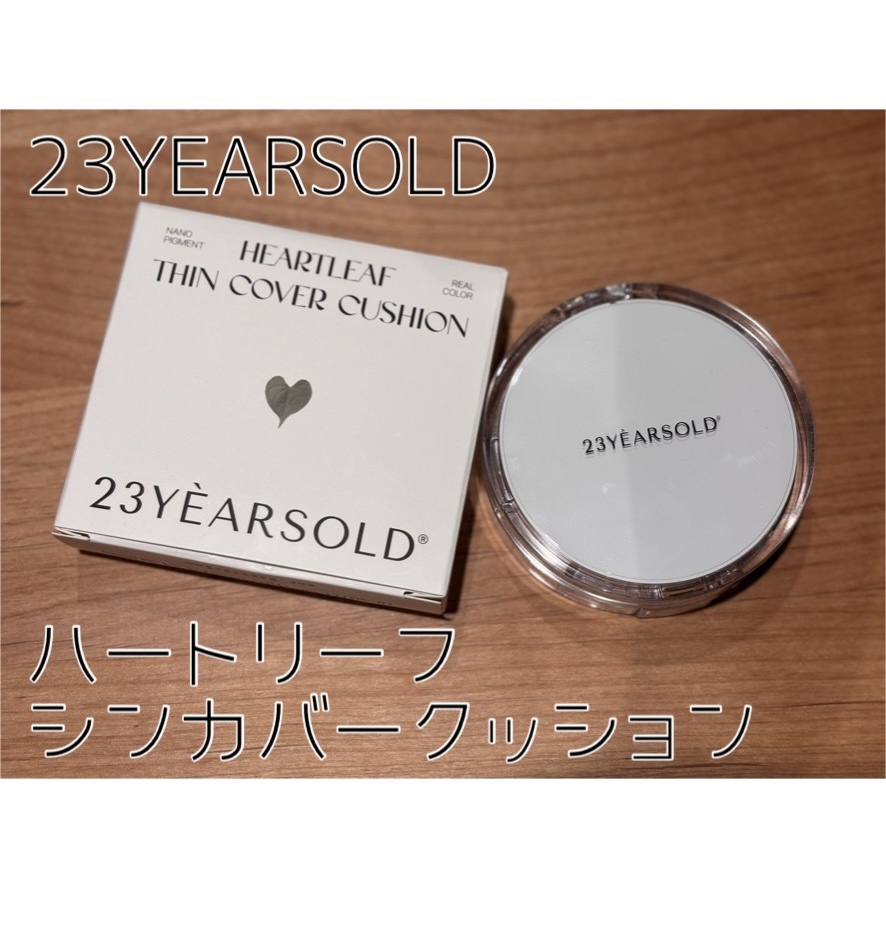 23YEARSOLD
NANO
PIGMENT
HEARTLEAF
THIN COVER CUSHION
REAL
COLOR
23YÈARSOLD®
23YÈARSOLD®
ハートリーフ
シンカバークッション